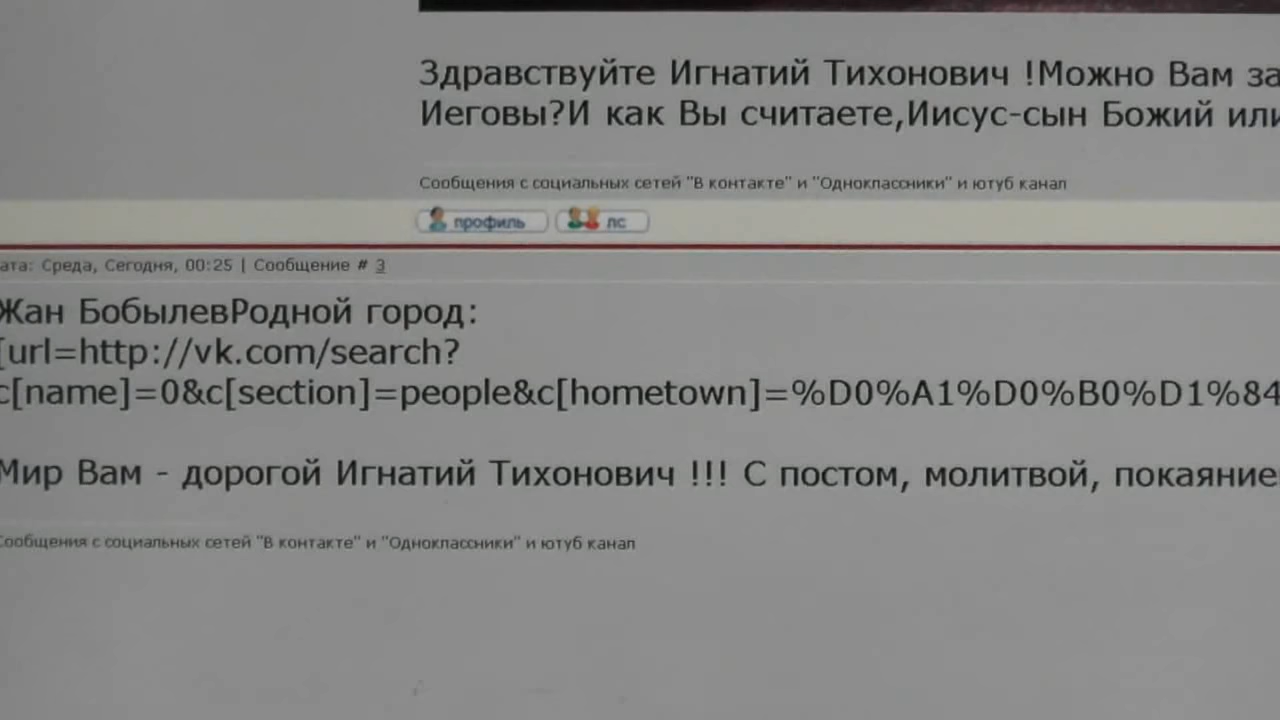 Здравствуйте Игнатий Тихонович !Можно Вам за
Иеговы?И как Вы считаете,Иисус-сын Божий или
Сообщения с социальных сетей "В контакте" и "Одноклассники" и ютуб канал
профиль лс
ата: Среда, Сегодня, 00:25 | Сообщение # 3
Жан БобылевРодной город:
[url=http://vk.com/search?
c[name]=0&c[section]=people&c[hometown]=%D0%A1%D0%B0%D1%84
Мир Вам - дорогой Игнатий Тихонович !!! С постом, молитвой, покаяние
Сообщения с социальных сетей "В контакте" и "Одноклассники" и ютуб канал